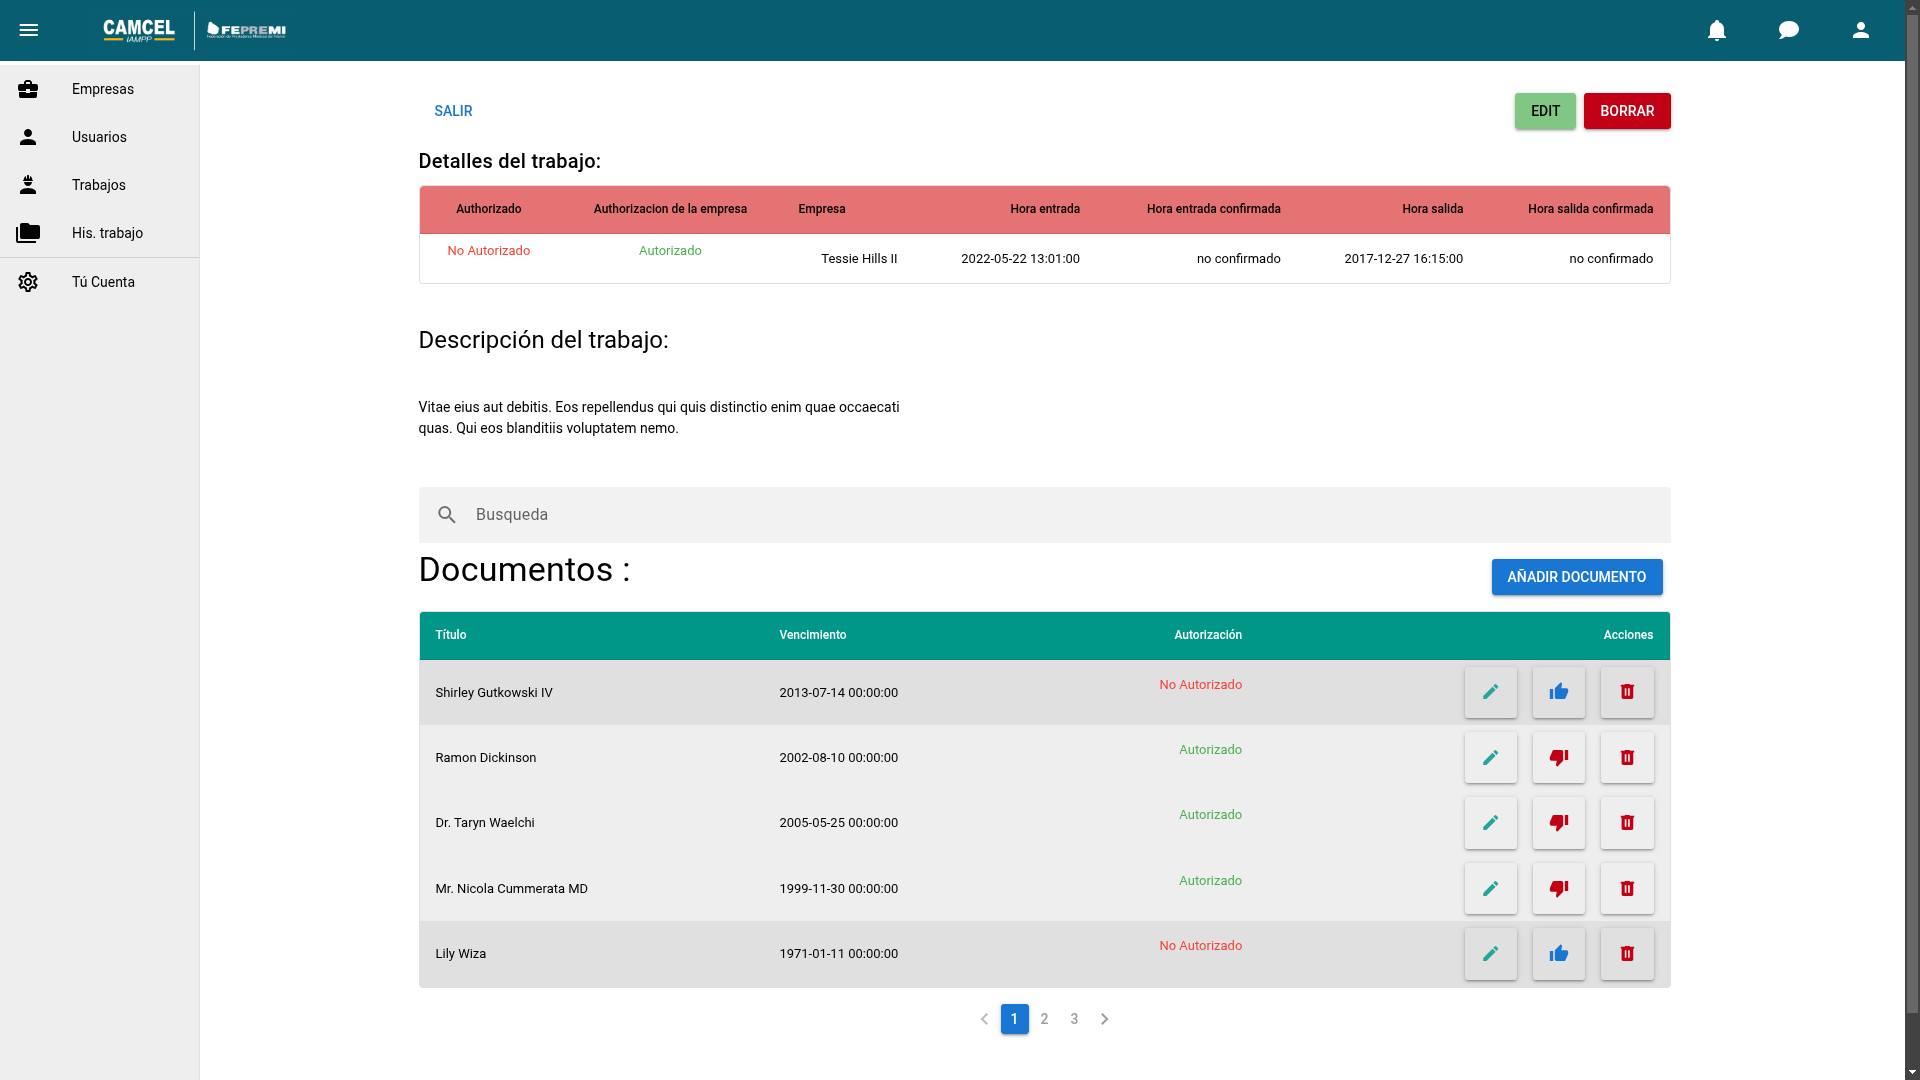 CAMCEL
IAMPP
FEPREMI
Empresas
Usuarios
Trabajos
His. trabajo
Tú Cuenta
SALIR
EDIT
BORRAR
Detalles del trabajo:
Authorizado Authorizacion de la empresa Empresa Hora entrada Hora entrada confirmada Hora salida Hora salida confirmada
No Autorizado Autorizado Tessie Hills II 2022-05-22 13:01:00 no confirmado 2017-12-27 16:15:00 no confirmado
Descripción del trabajo:
Vitae eius aut debitis. Eos repellendus qui quis distinctio enim quae occaecati
quas. Qui eos blanditiis voluptatem nemo.
Busqueda
Documentos :
AÑADIR DOCUMENTO
Título Vencimiento Autorización Acciones
Shirley Gutkowski IV 2013-07-14 00:00:00 No Autorizado
Ramon Dickinson 2002-08-10 00:00:00 Autorizado
Dr. Taryn Waelchi 2005-05-25 00:00:00 Autorizado
Mr. Nicola Cummerata MD 1999-11-30 00:00:00 Autorizado
Lily Wiza 1971-01-11 00:00:00 No Autorizado
1 2 3